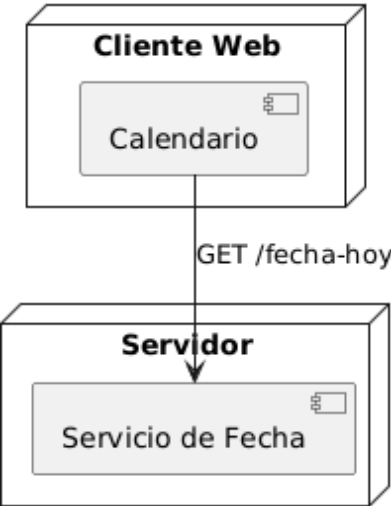 Cliente Web
Calendario
GET /fecha-hoy
Servidor
Servicio de Fecha